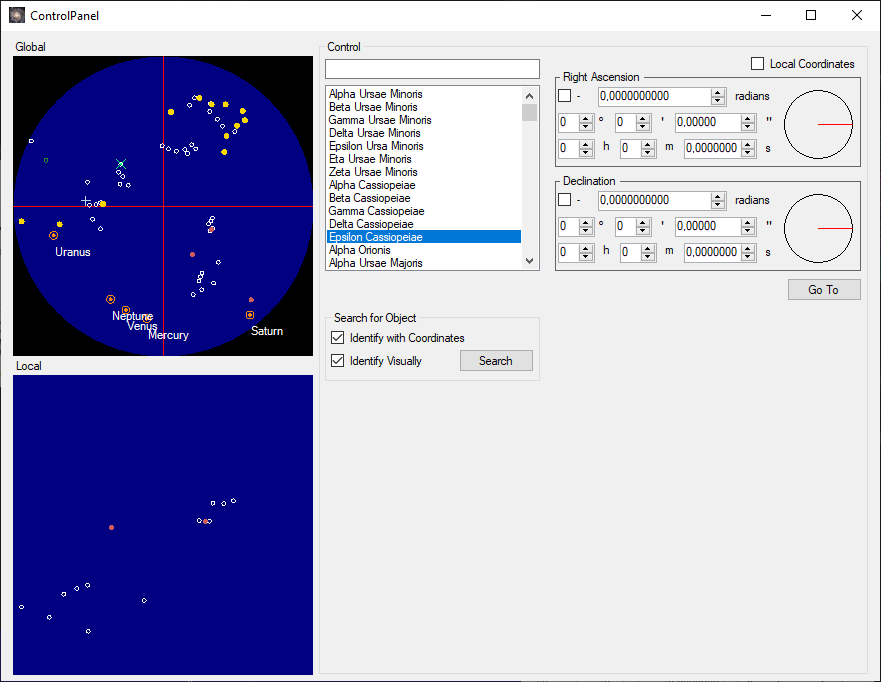 ControlPanel
Global
Uranus
Neptune
Venus
Mercury
Saturn
Local
Control
Alpha Ursae Minoris
Beta Ursae Minoris
Gamma Ursae Minoris
Delta Ursae Minoris
Epsilon Ursa Minoris
Eta Ursae Minoris
Zeta Ursae Minoris
Alpha Cassiopeiae
Beta Cassiopeiae
Gamma Cassiopeiae
Delta Cassiopeiae
Epsilon Cassiopeiae
Alpha Orionis
Alpha Ursae Majoris
Local Coordinates
Right Ascension
- 0,0000000000 radians
0 ° 0 ' 0,00000 "
0 h 0 m 0,0000000 s
Declination
- 0,0000000000 radians
0 ° 0 ' 0,00000 "
0 h 0 m 0,0000000 s
Go To
Search for Object
Identify with Coordinates
Identify Visually Search